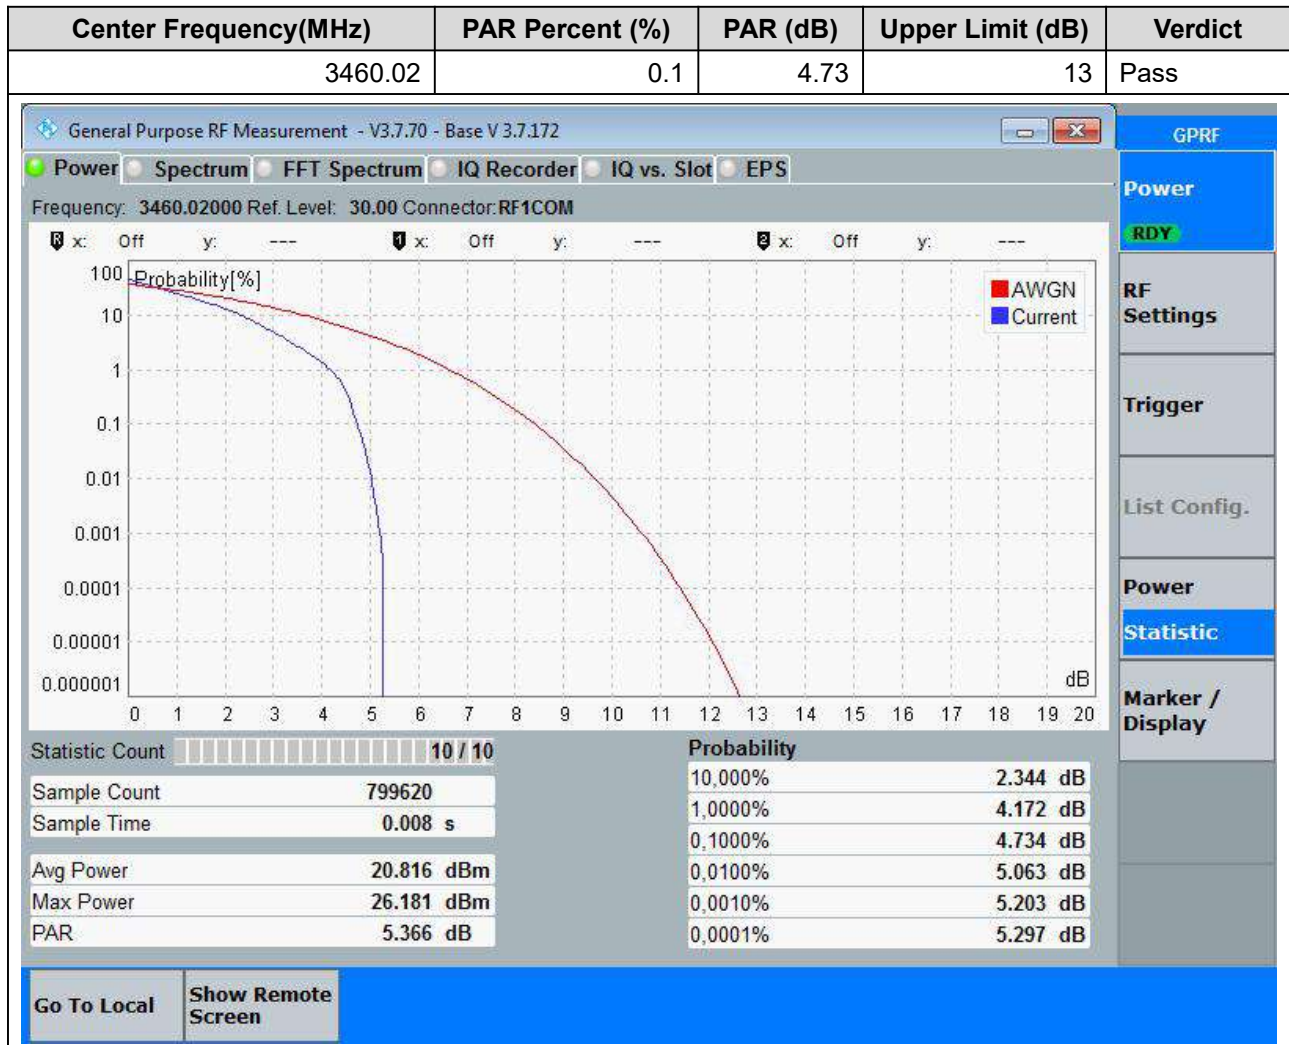 Center Frequency(MHz) PAR Percent (%) PAR (dB) Upper Limit (dB) Verdict
3460.02 0.1 4.73 13 Pass
General Purpose RF Measurement - V3.7.70 - Base V 3.7.172
GPRF
Power Spectrum FFT Spectrum IQ Recorder IQ vs. Slot EPS
Frequency: 3460.02000 Ref. Level: 30.00 Connector: RF1COM
R x: Off y: --- 1 x: Off y: --- 2 x: Off y: ---
Probability[%]
AWGN
Current
100
10
1
0.1
0.01
0.001
0.0001
0.00001
0.000001
dB
0 1 2 3 4 5 6 7 8 9 10 11 12 13 14 15 16 17 18 19 20
Statistic Count 10 / 10
Sample Count 799620
Sample Time 0.008 s
Avg Power 20.816 dBm
Max Power 26.181 dBm
PAR 5.366 dB
Probability
10,000% 2.344 dB
1,0000% 4.172 dB
0,1000% 4.734 dB
0,0100% 5.063 dB
0,0010% 5.203 dB
0,0001% 5.297 dB
Power
RDY
RF
Settings
Trigger
List Config.
Power
Statistic
Marker /
Display
Go To Local
Show Remote
Screen